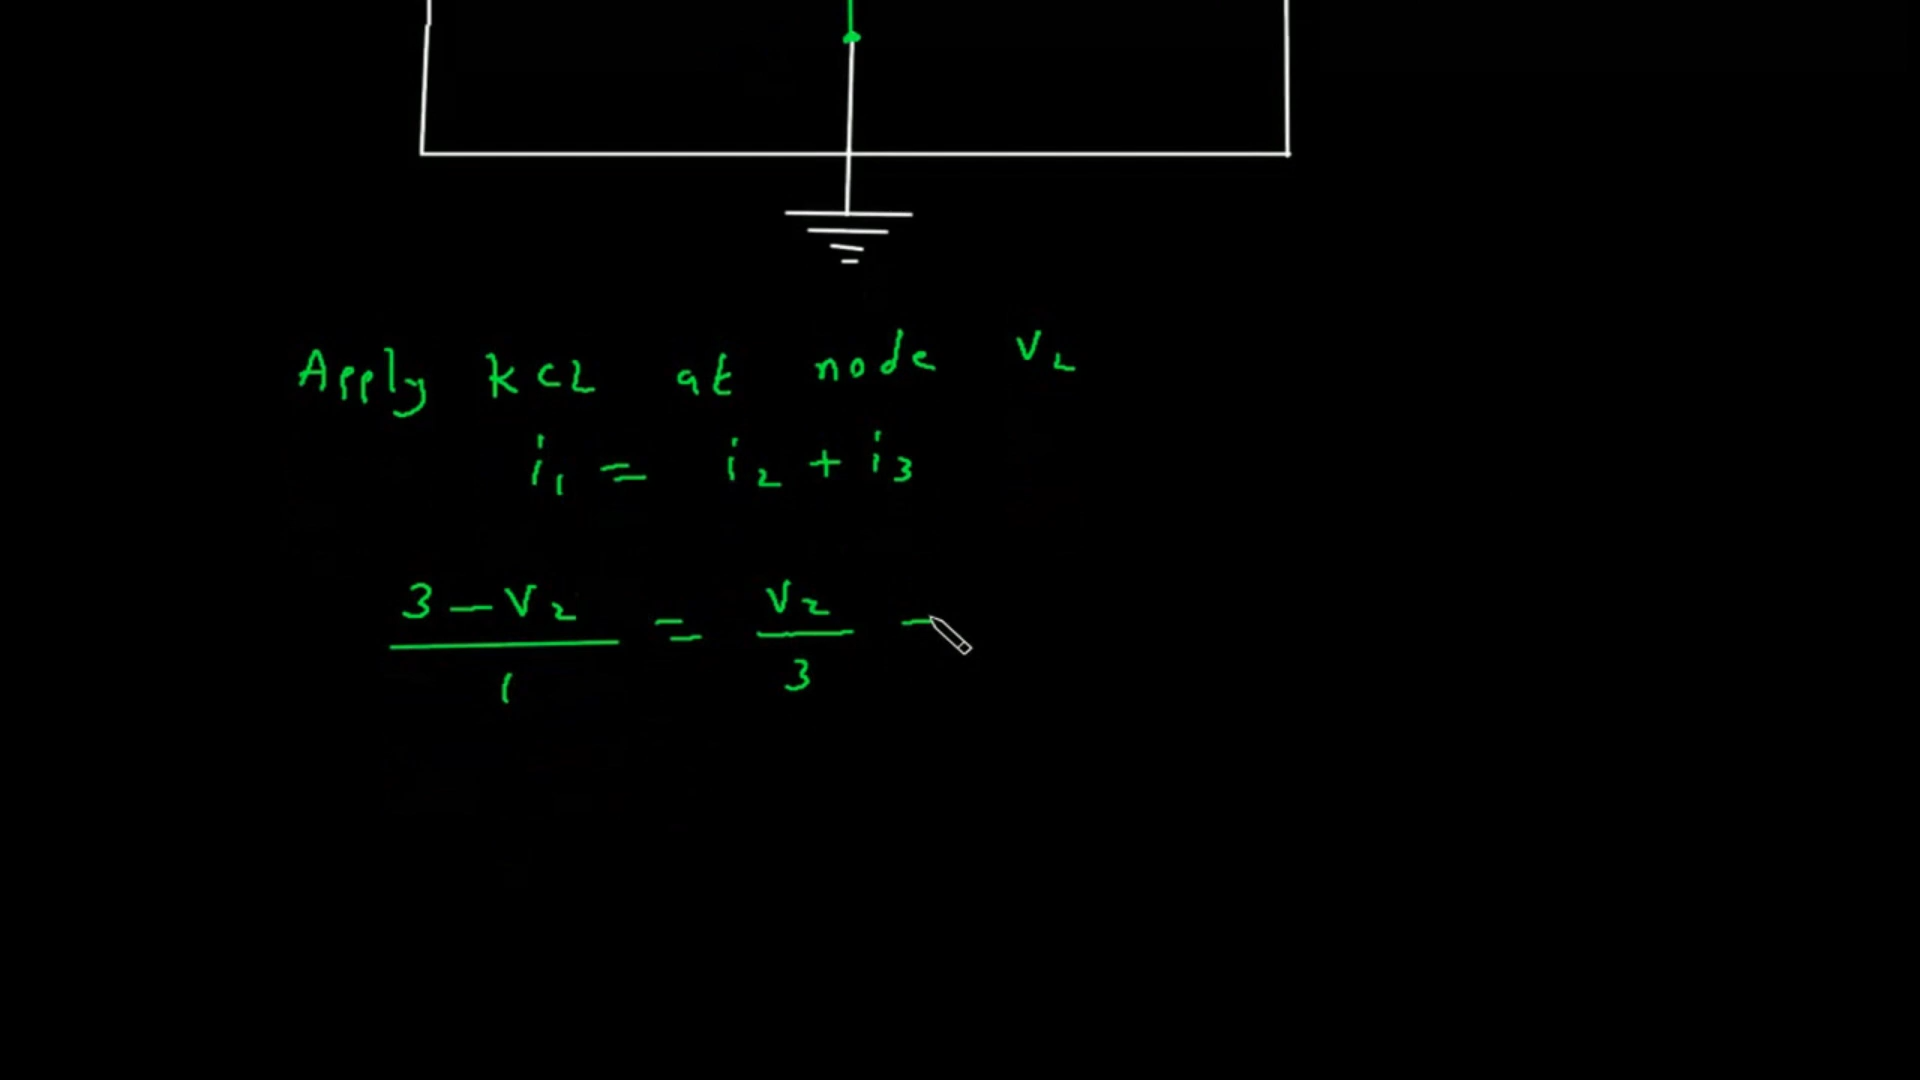 Apply KCL at node V₂
i₁ = i₂ + i₃
3 − V₂ / 1 = V₂ / 3 −